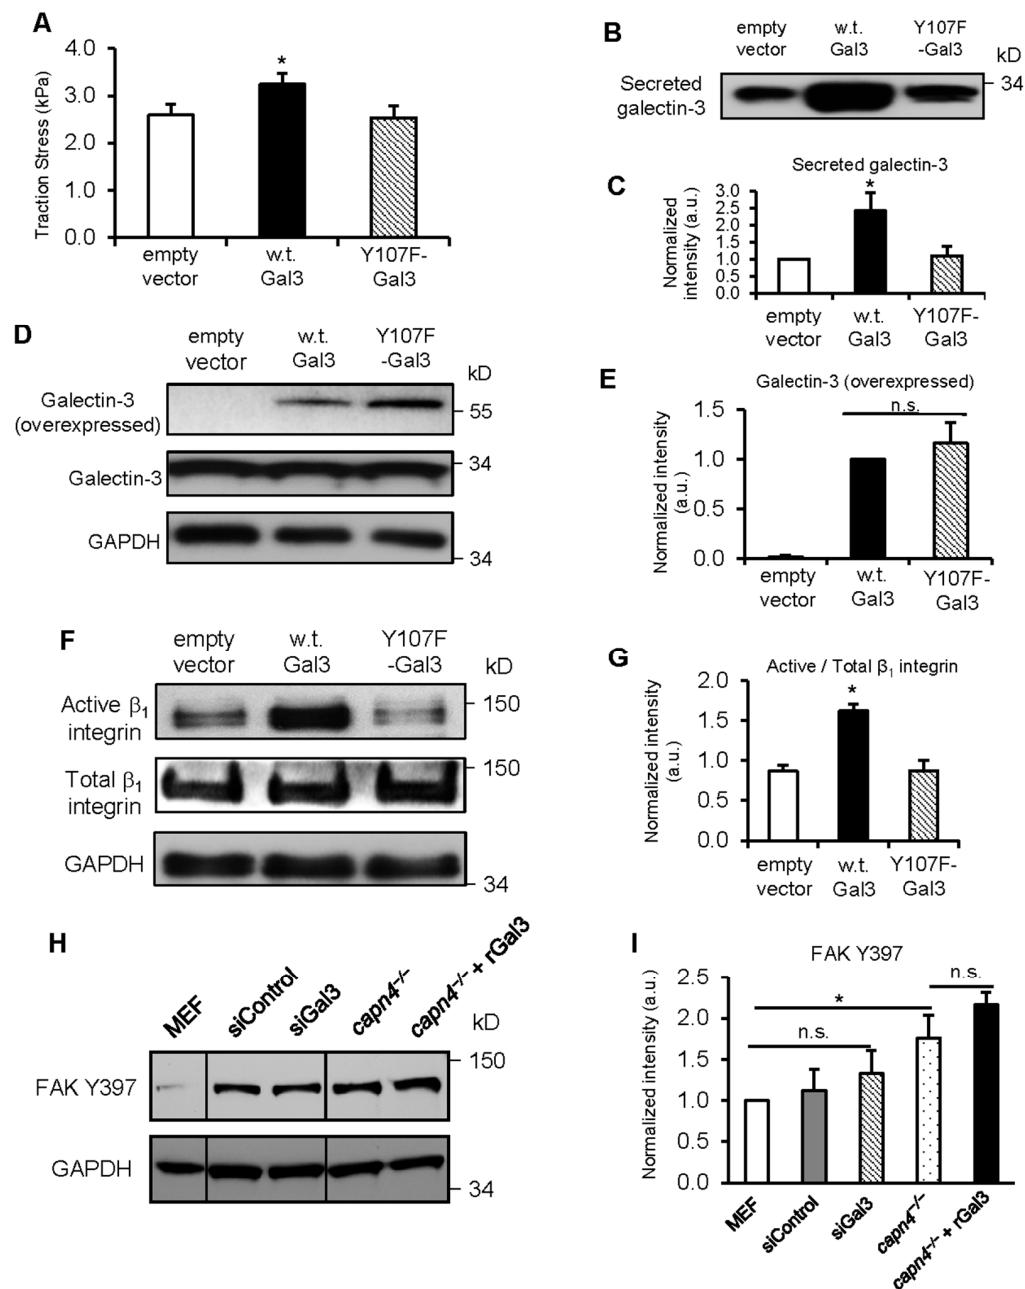 A
4.0
3.0
2.0
1.0
0.0
Traction Stress (kPa)
*
empty vector
w.t. Gal3
Y107F-Gal3
B
empty vector
w.t. Gal3
Y107F -Gal3
kD
Secreted galectin-3
34
C
Secreted galectin-3
Normalized intensity (a.u.)
3.0
2.5
2.0
1.5
1.0
0.5
0.0
*
empty vector
w.t. Gal3
Y107F-Gal3
D
empty vector
w.t. Gal3
Y107F -Gal3
kD
Galectin-3 (overexpressed)
55
Galectin-3
34
GAPDH
34
E
Galectin-3 (overexpressed)
n.s.
Normalized intensity (a.u.)
1.5
1.0
0.5
0.0
empty vector
w.t. Gal3
Y107F-Gal3
F
empty vector
w.t. Gal3
Y107F -Gal3
kD
Active β1 integrin
150
Total β1 integrin
150
GAPDH
34
G
Active / Total β1 integrin
Normalized intensity (a.u.)
2.0
1.5
1.0
0.5
0.0
*
empty vector
w.t. Gal3
Y107F-Gal3
H
MEF
siControl
siGal3
capn4−/−
capn4−/− + rGal3
kD
FAK Y397
150
GAPDH
34
I
FAK Y397
Normalized intensity (a.u.)
2.5
2.0
1.5
1.0
0.5
0.0
n.s.
*
n.s.
MEF
siControl
siGal3
capn4−/−
capn4−/− + rGal3